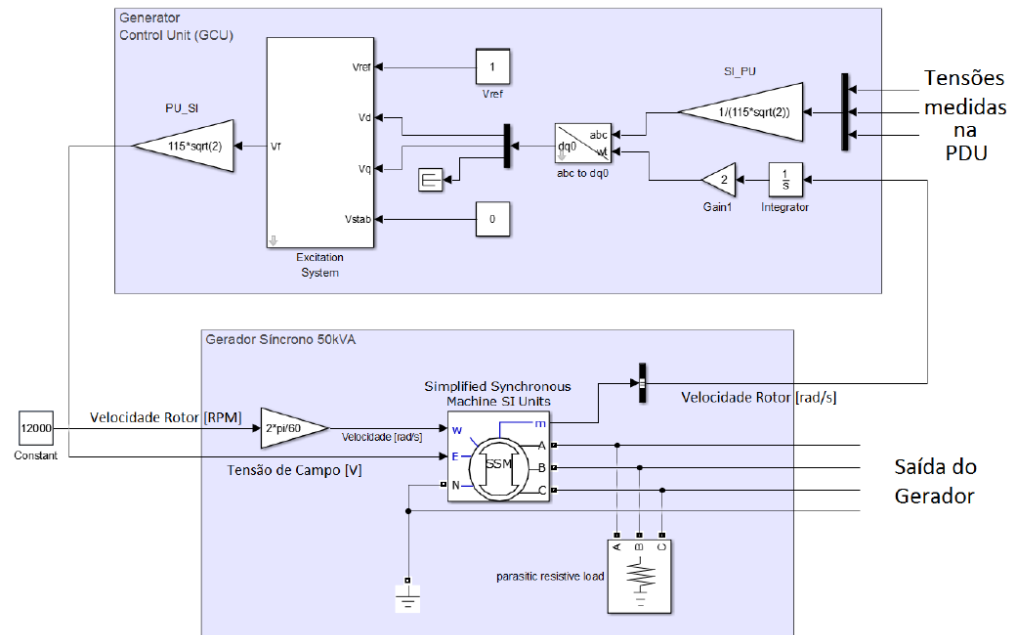 Generator
Control Unit (GCU)
PU_SI
115*sqrt(2)
Vref
Vd
Vq
Vstab
Vf
Excitation
System
1
Vref
0
abc
dq0
wt
abc to dq0
SI_PU
1/(115*sqrt(2))
2
Gain1
1
s
Integrator
Tensões
medidas
na
PDU
Gerador Síncrono 50kVA
12000
Constant
Velocidade Rotor [RPM]
2*pi/60
Velocidade [rad/s]
Tensão de Campo [V]
Simplified Synchronous
Machine SI Units
w
E
N
m
A
B
C
SSM
Velocidade Rotor [rad/s]
Saída do
Gerador
A
B
C
parasitic resistive load